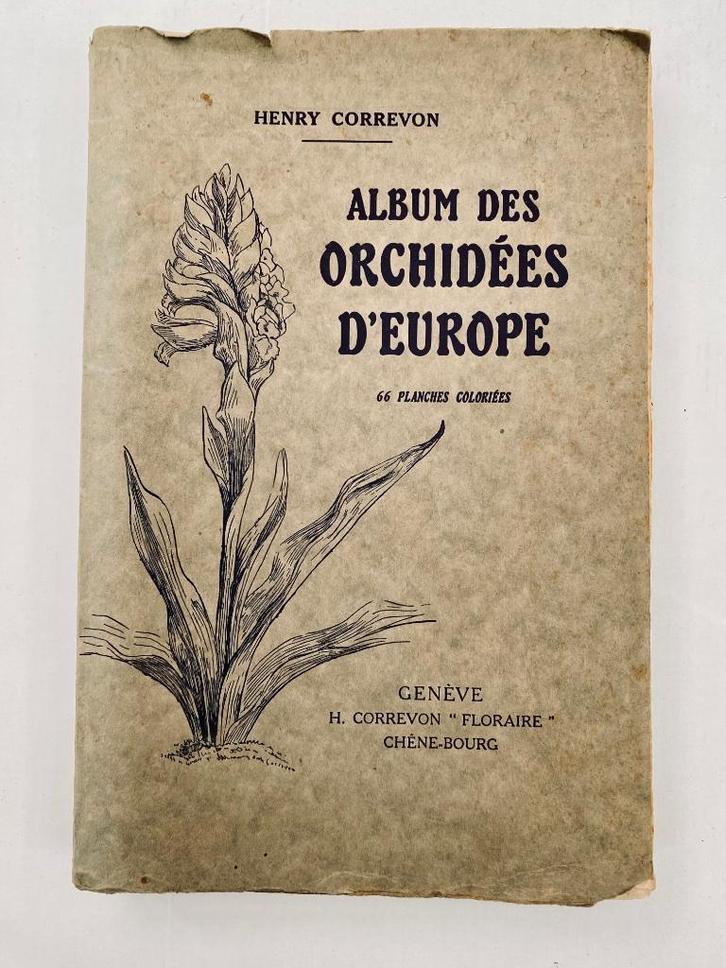 HENRY CORREVON
ALBUM DES
ORCHIDÉES
D'EUROPE
66 PLANCHES COLORIÉES
GENÈVE
H. CORREVON " FLORAIRE "
CHÊNE-BOURG